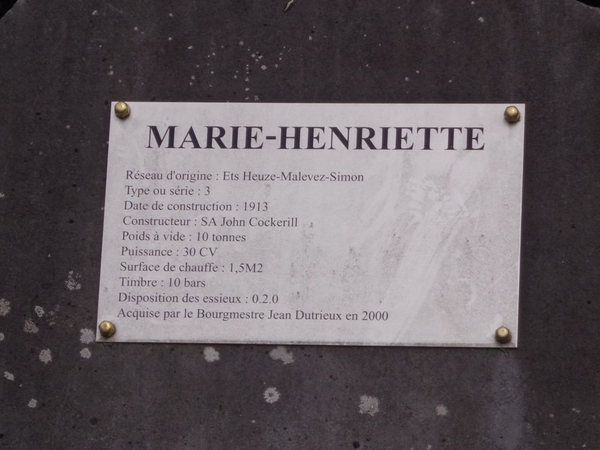 MARIE-HENRIETTE
Réseau d'origine : Ets Heuze-Malevez-Simon
Type ou série : 3
Date de construction : 1913
Constructeur : SA John Cockerill
Poids à vide : 10 tonnes
Puissance : 30 CV
Surface de chauffe : 1,5M2
Timbre : 10 bars
Disposition des essieux : 0.2.0
Acquise par le Bourgmestre Jean Dutrieux en 2000